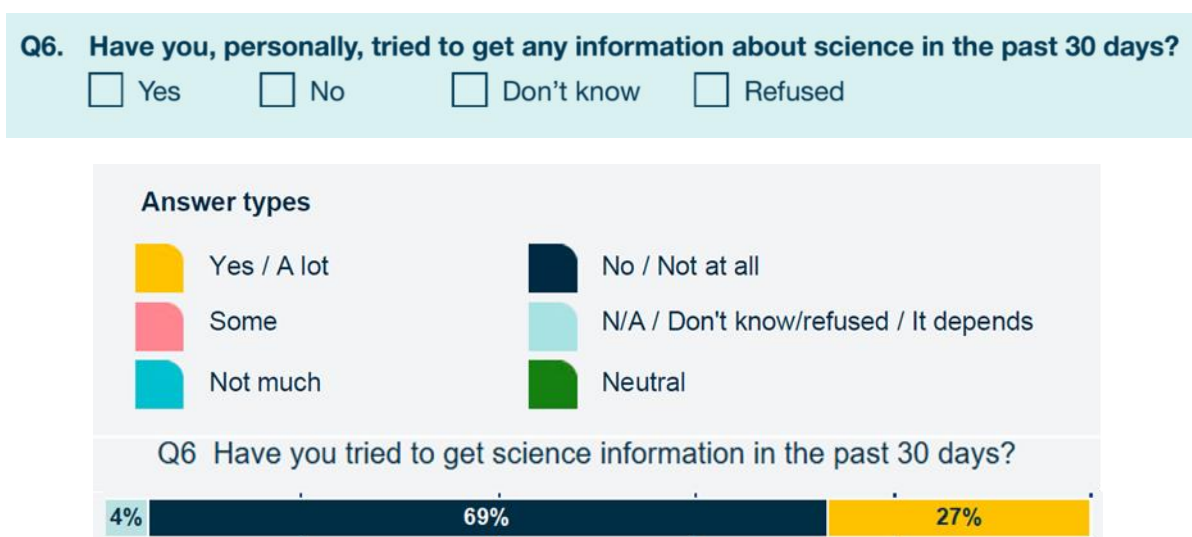 Q6. Have you, personally, tried to get any information about science in the past 30 days?
Yes No Don't know Refused
Answer types
Yes / A lot No / Not at all
Some N/A / Don't know/refused / It depends
Not much Neutral
Q6 Have you tried to get science information in the past 30 days?
4% 69% 27%